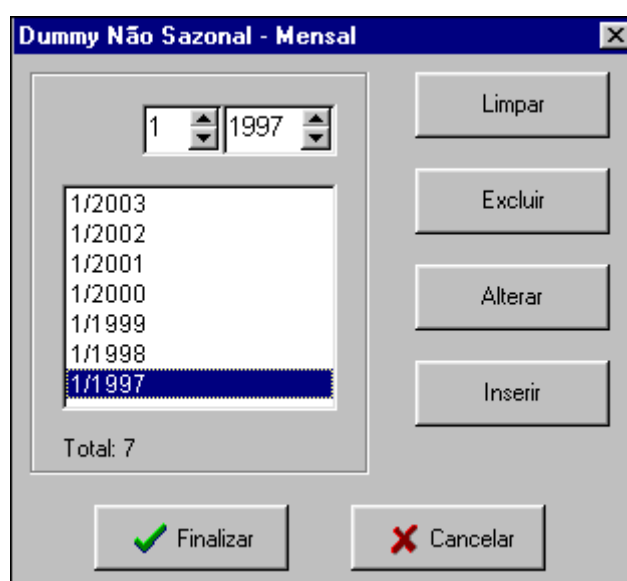 Dummy Não Sazonal - Mensal
1
1997
1/2003
1/2002
1/2001
1/2000
1/1999
1/1998
1/1997
Total: 7
Limpar
Excluir
Alterar
Inserir
Finalizar
Cancelar